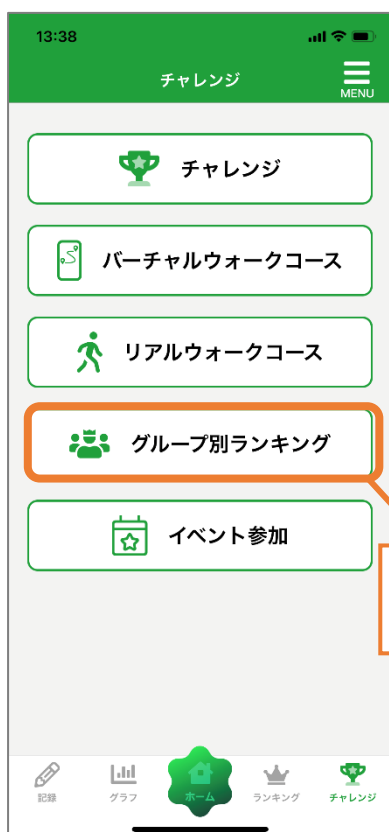 13:38
チャレンジ
MENU
チャレンジ
バーチャルウォークコース
リアルウォークコース
グループ別ランキング
イベント参加
記録 グラフ ホーム ランキング チャレンジ